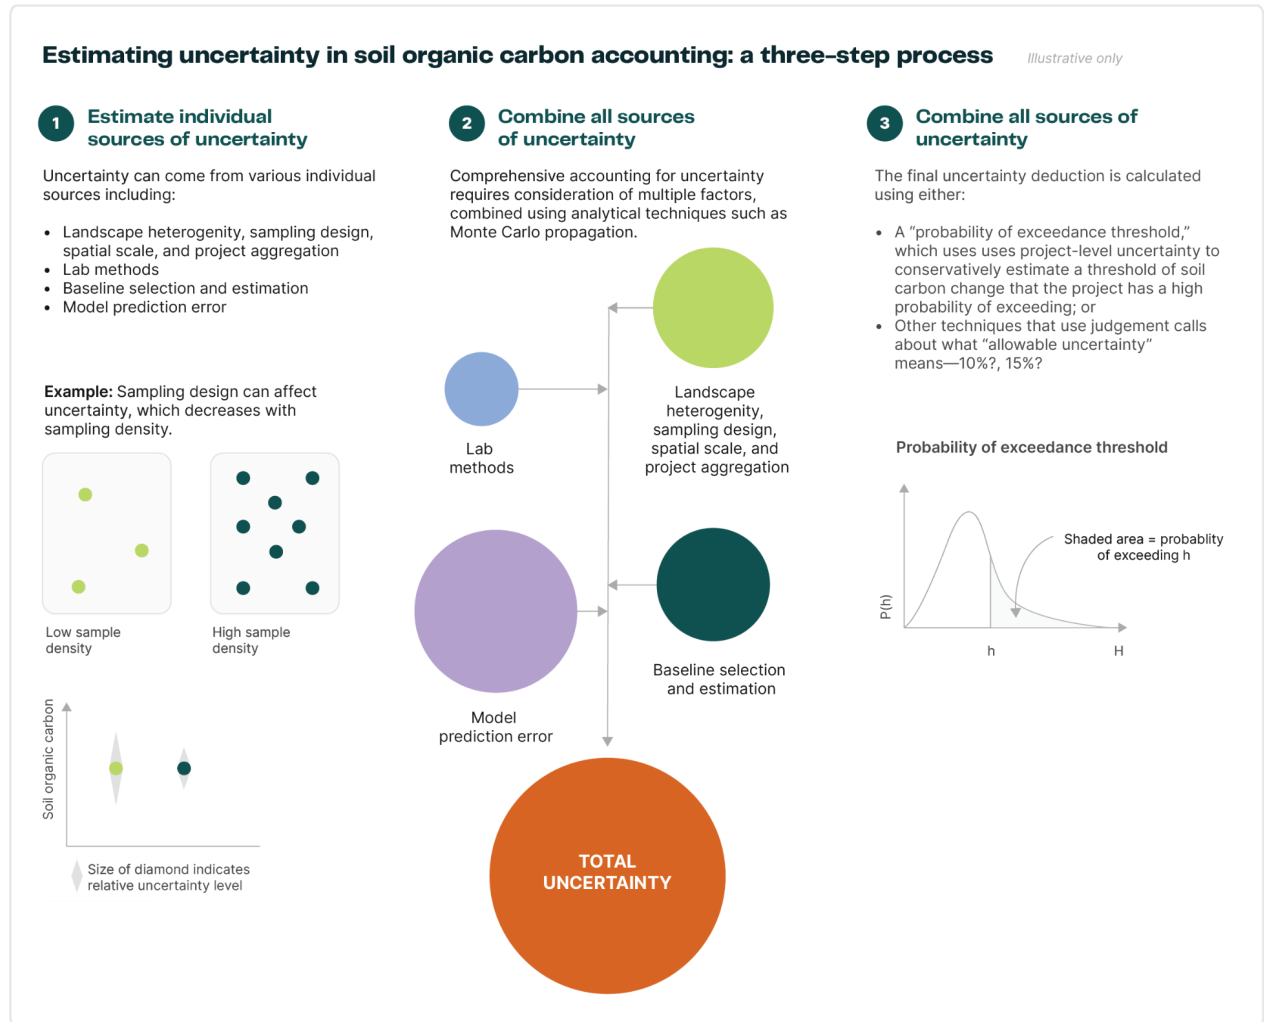 Estimating uncertainty in soil organic carbon accounting: a three-step process
Illustrative only
1
Estimate individual
sources of uncertainty
Uncertainty can come from various individual
sources including:
• Landscape heterogenity, sampling design,
spatial scale, and project aggregation
• Lab methods
• Baseline selection and estimation
• Model prediction error
Example: Sampling design can affect
uncertainty, which decreases with
sampling density.
Low sample
density
High sample
density
Soil organic carbon
Size of diamond indicates
relative uncertainty level
2
Combine all sources
of uncertainty
Comprehensive accounting for uncertainty
requires consideration of multiple factors,
combined using analytical techniques such as
Monte Carlo propagation.
Landscape
heterogenity,
sampling design,
spatial scale, and
project aggregation
Lab
methods
Baseline selection
and estimation
Model
prediction error
TOTAL
UNCERTAINTY
3
Combine all sources of
uncertainty
The final uncertainty deduction is calculated
using either:
• A “probability of exceedance threshold,”
which uses uses project-level uncertainty to
conservatively estimate a threshold of soil
carbon change that the project has a high
probability of exceeding; or
• Other techniques that use judgement calls
about what “allowable uncertainty”
means—10%?, 15%?
Probability of exceedance threshold
Shaded area = probablity
of exceeding h
P(h)
h
H